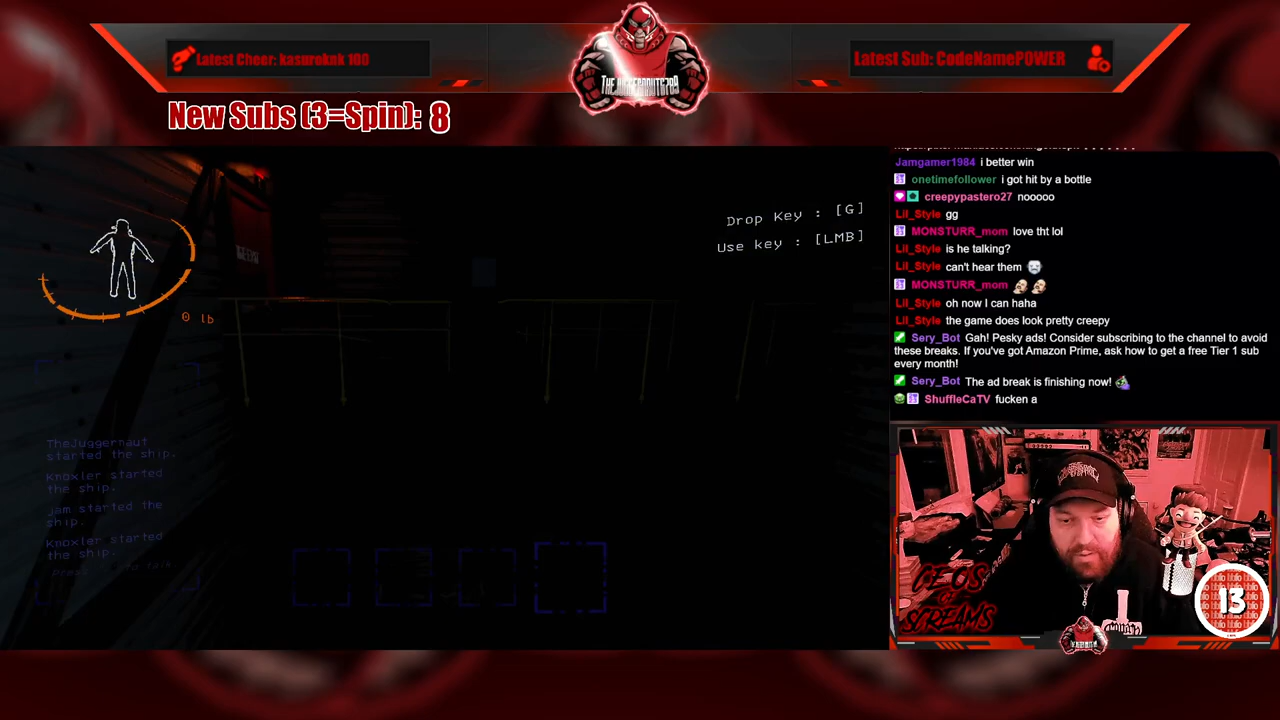 Latest Cheer: kasuroknk 100
THEJUGGERNAUT6789
Latest Sub: CodeNamePOWER
New Subs (3=Spin): 8
Drop Key : [G]
Use key : [LMB]
0 lb
TheJuggernaut
started the ship.
Knoxler started
the ship.
jam started the
ship.
Knoxler started
the ship.
Jamgamer1984 i better win
onetimefollower i got hit by a bottle
creepypastero27 nooooo
Lil_Style gg
MONSTURR_mom love tht lol
Lil_Style is he talking?
Lil_Style can't hear them
MONSTURR_mom
Lil_Style oh now I can haha
Lil_Style the game does look pretty creepy
Sery_Bot Gah! Pesky ads! Consider subscribing to the channel to avoid
these breaks. If you've got Amazon Prime, ask how to get a free Tier 1 sub
every month!
Sery_Bot The ad break is finishing now!
ShuffleCaTV fucken a
CEOS
OF
SCREAMS
13